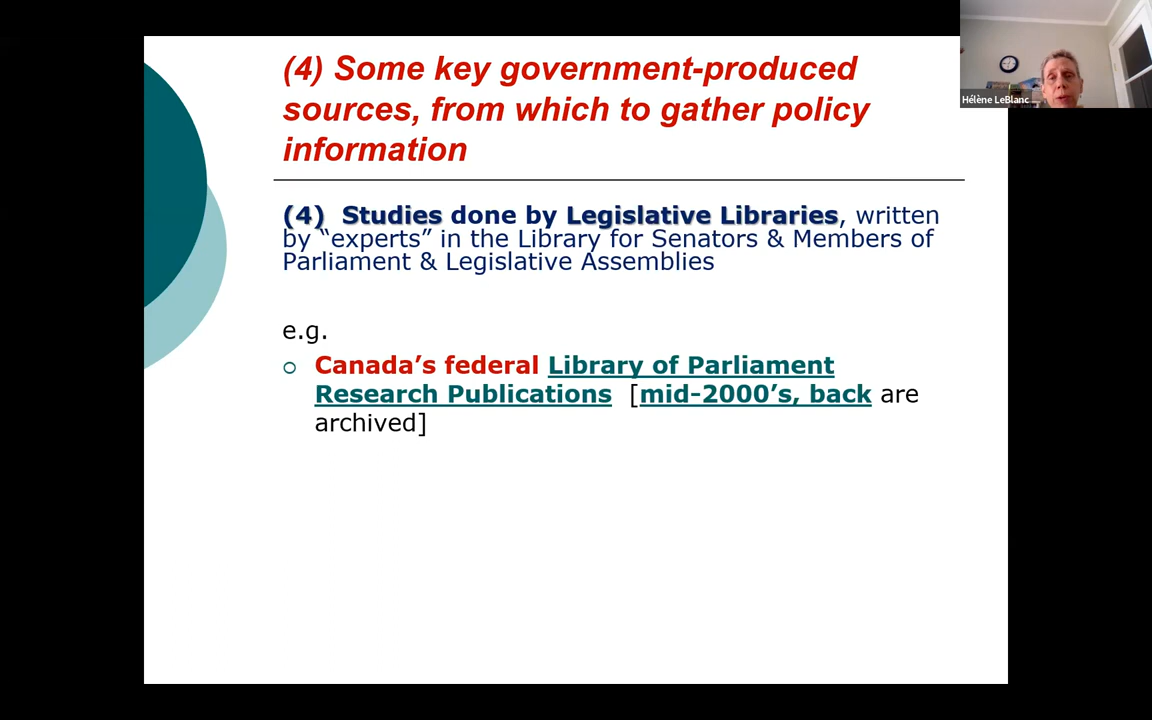 (4) Some key government-produced
sources, from which to gather policy
information
(4) Studies done by Legislative Libraries, written
by “experts” in the Library for Senators & Members of
Parliament & Legislative Assemblies
e.g.
Canada’s federal Library of Parliament
Research Publications [mid-2000’s, back are
archived]
Hélène LeBlanc